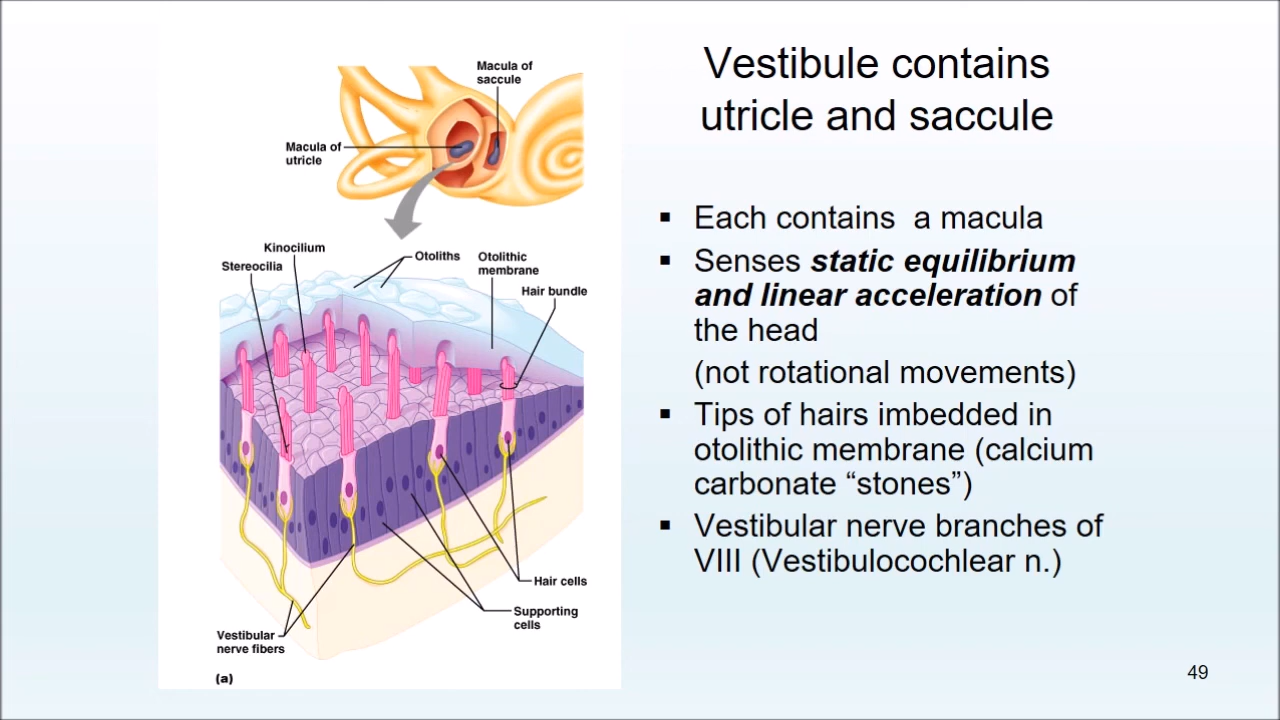 Vestibule contains
utricle and saccule
Macula of
saccule
Macula of
utricle
Kinocilium
Stereocilia
Otoliths
Otolithic
membrane
Hair bundle
Hair cells
Supporting
cells
Vestibular
nerve fibers
(a)
▪ Each contains  a macula
▪ Senses static equilibrium
and linear acceleration of
the head
(not rotational movements)
▪ Tips of hairs imbedded in
otolithic membrane (calcium
carbonate “stones”)
▪ Vestibular nerve branches of
VIII (Vestibulocochlear n.)
49